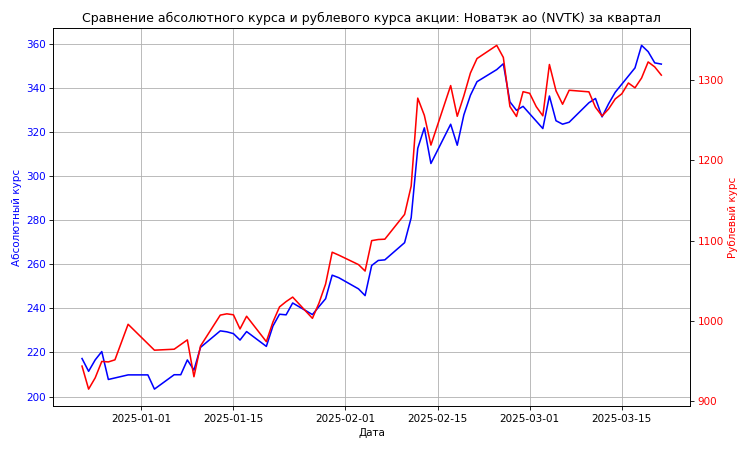 Сравнение абсолютного курса и рублевого курса акции: Новатэк ао (NVTK) за квартал
360
340
320
300
280
260
240
220
200
Абсолютный курс
1300
1200
1100
1000
900
Рублевый курс
2025-01-01 2025-01-15 2025-02-01 2025-02-15 2025-03-01 2025-03-15
Дата